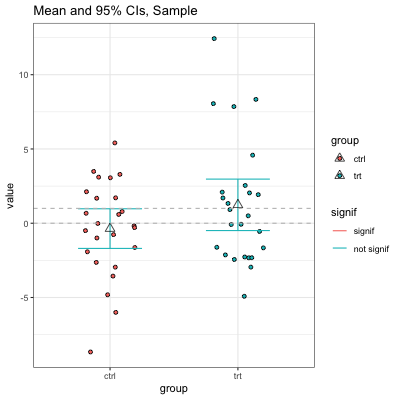 Mean and 95% CIs, Sample
10
5
0
-5
value
ctrl
trt
group
group
ctrl
trt
signif
signif
not signif